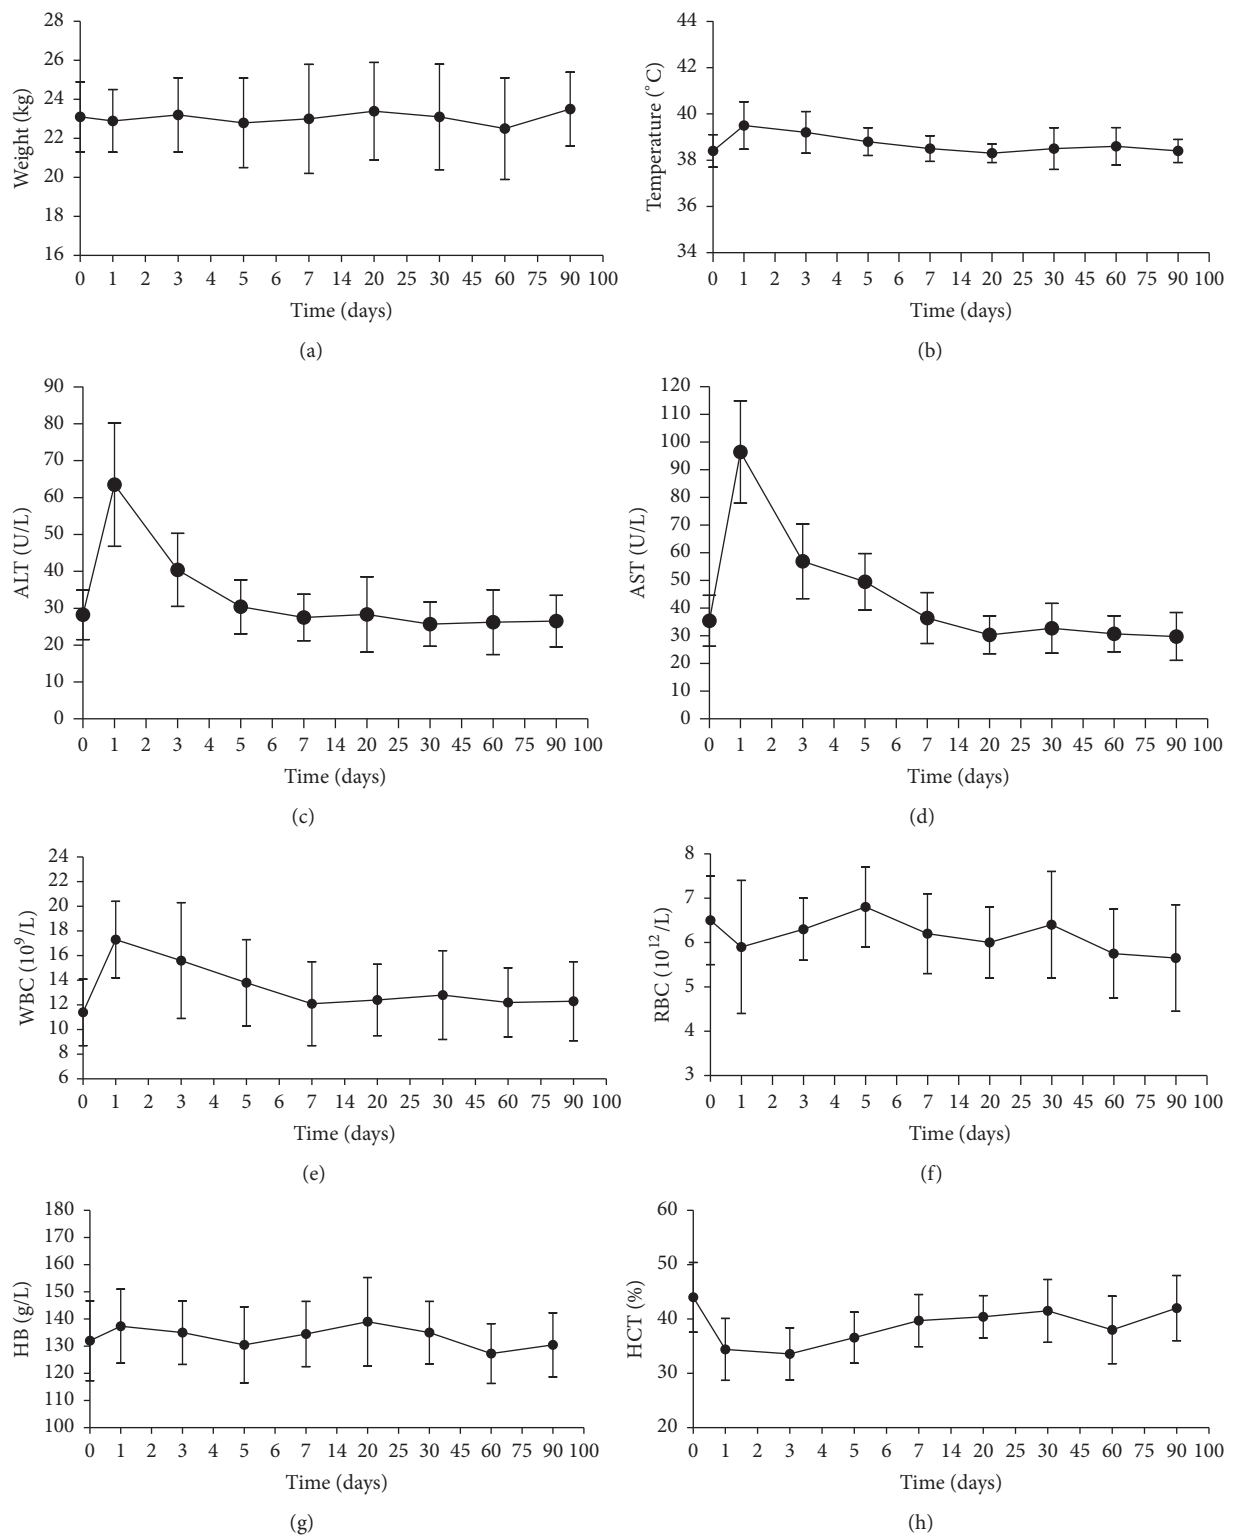 28
26
24
22
20
18
16
Weight (kg)
0 1 2 3 4 5 6 7 14 20 25 30 45 60 75 90 100
Time (days)
(a)
44
42
40
38
36
34
Temperature (°C)
0 1 2 3 4 5 6 7 14 20 25 30 45 60 75 90 100
Time (days)
(b)
90
80
70
60
50
40
30
20
10
0
ALT (U/L)
0 1 2 3 4 5 6 7 14 20 25 30 45 60 75 90 100
Time (days)
(c)
120
110
100
90
80
70
60
50
40
30
20
10
0
AST (U/L)
0 1 2 3 4 5 6 7 14 20 25 30 45 60 75 90 100
Time (days)
(d)
24
22
20
18
16
14
12
10
8
6
WBC (10⁹/L)
0 1 2 3 4 5 6 7 14 20 25 30 45 60 75 90 100
Time (days)
(e)
8
7
6
5
4
3
RBC (10¹²/L)
0 1 2 3 4 5 6 7 14 20 25 30 45 60 75 90 100
Time (days)
(f)
180
170
160
150
140
130
120
110
100
HB (g/L)
0 1 2 3 4 5 6 7 14 20 25 30 45 60 75 90 100
Time (days)
(g)
60
50
40
30
20
HCT (%)
0 1 2 3 4 5 6 7 14 20 25 30 45 60 75 90 100
Time (days)
(h)